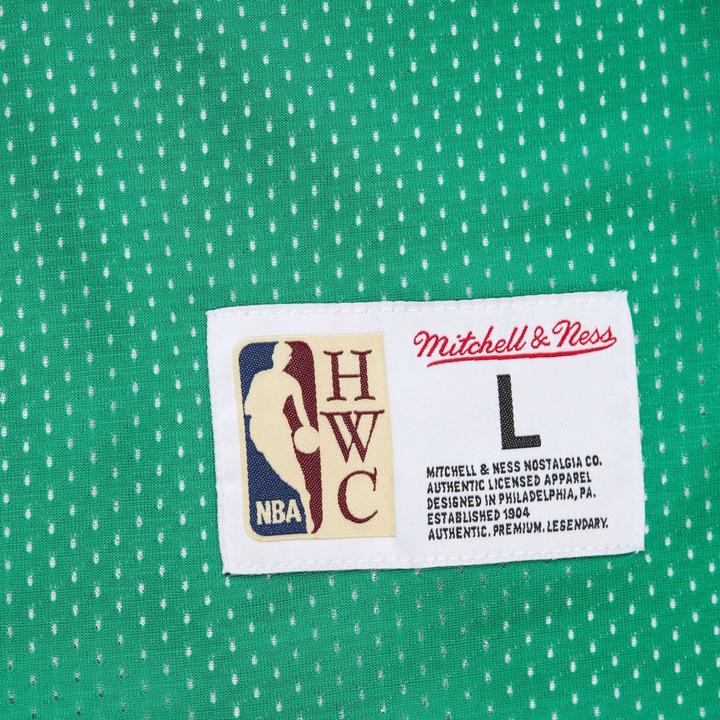 NBA
H
W
C
Mitchell & Ness
L
MITCHELL & NESS NOSTALGIA CO.
AUTHENTIC LICENSED APPAREL
DESIGNED IN PHILADELPHIA, PA.
ESTABLISHED 1904
AUTHENTIC. PREMIUM. LEGENDARY.